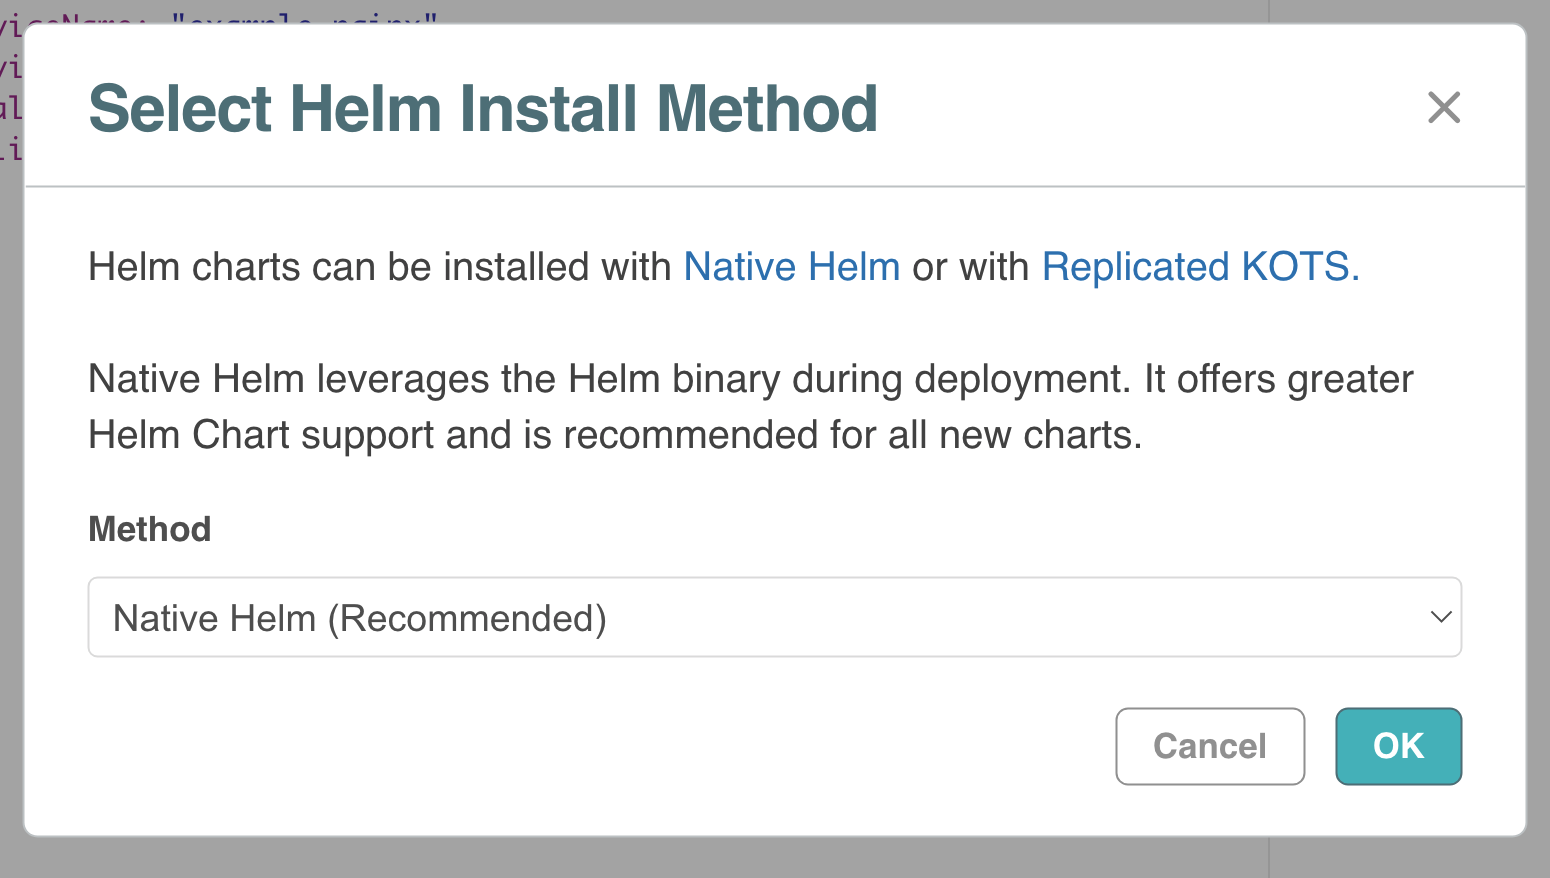 Select Helm Install Method
Helm charts can be installed with Native Helm or with Replicated KOTS.
Native Helm leverages the Helm binary during deployment. It offers greater
Helm Chart support and is recommended for all new charts.
Method
Native Helm (Recommended)
Cancel
OK